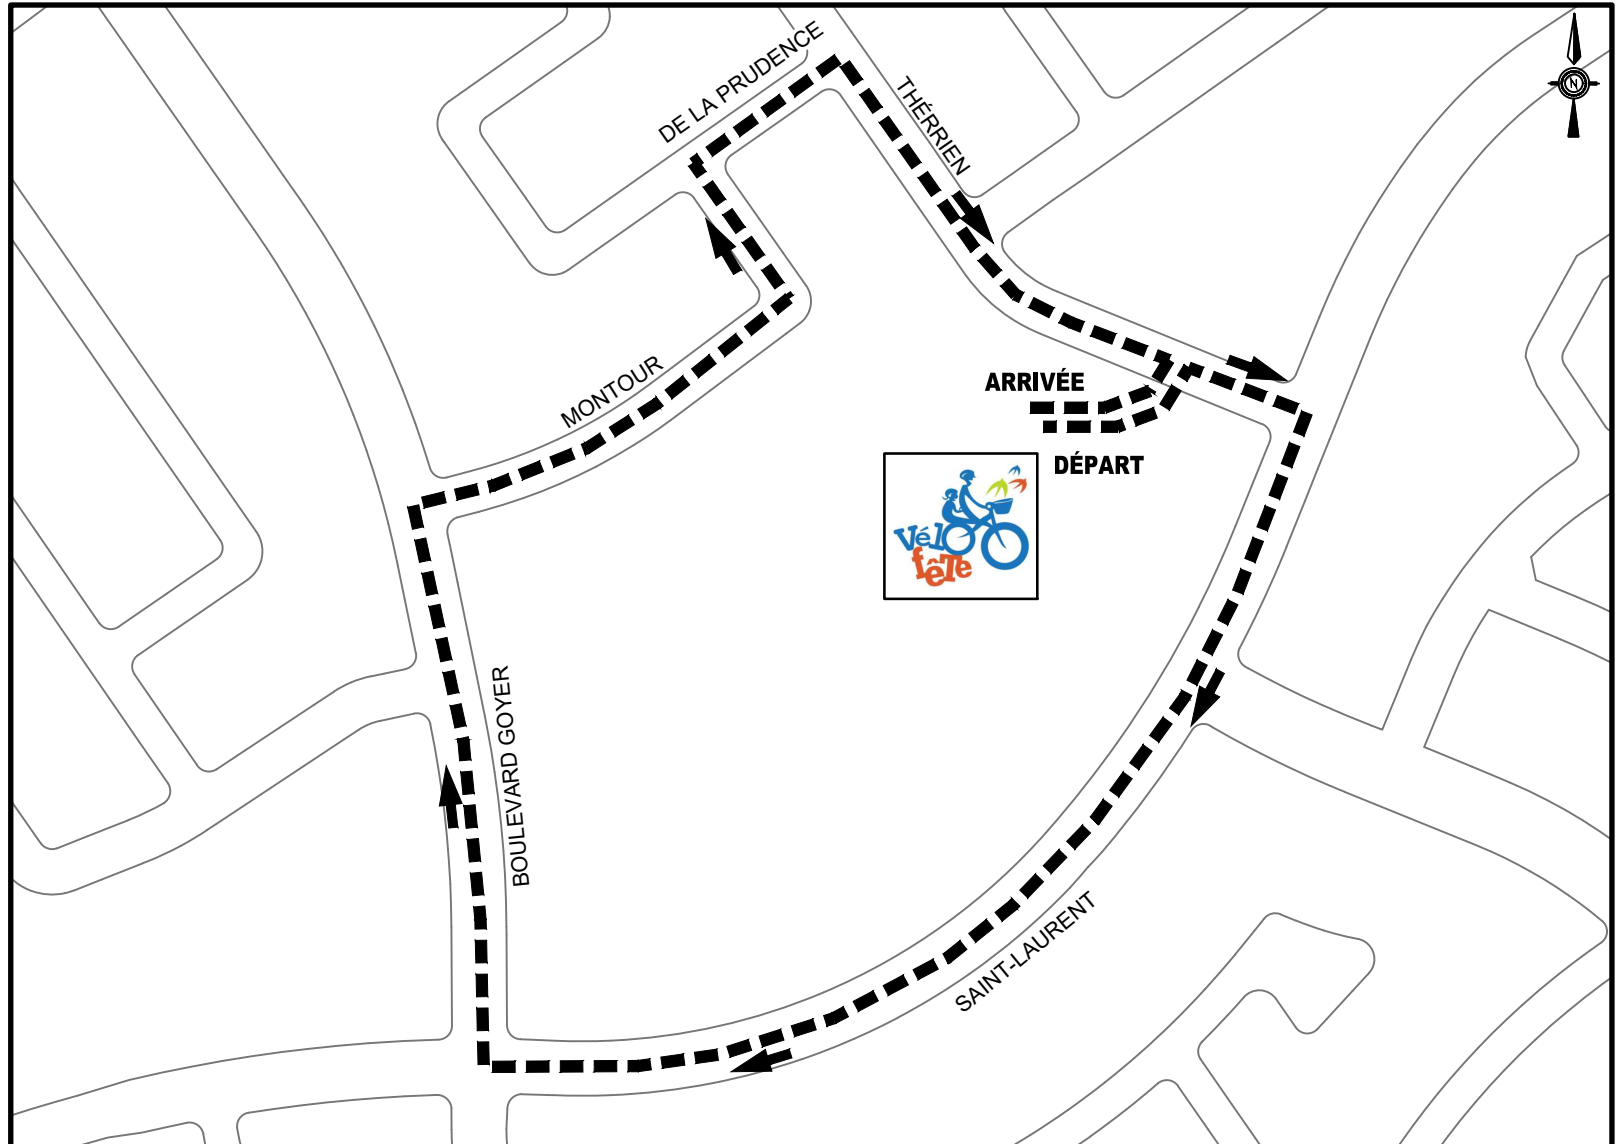 DE LA PRUDENCE
THÉRRIEN
N
MONTOUR
ARRIVÉE
DÉPART
Vélo
fête
BOULEVARD GOYER
SAINT-LAURENT